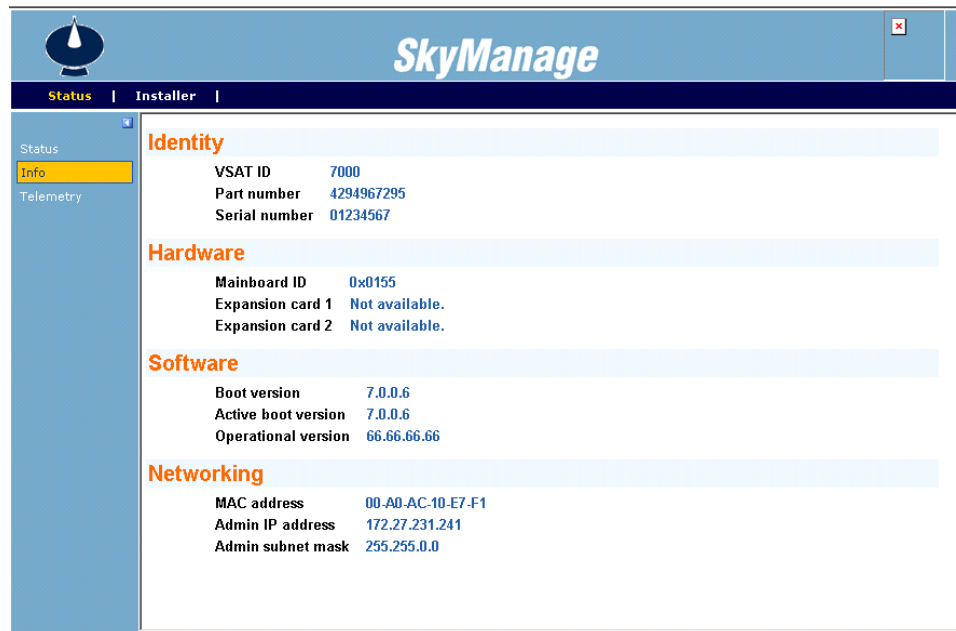 SkyManage
Status | Installer |
Status
Info
Telemetry
Identity
VSAT ID 7000
Part number 4294967295
Serial number 01234567
Hardware
Mainboard ID 0x0155
Expansion card 1 Not available.
Expansion card 2 Not available.
Software
Boot version 7.0.0.6
Active boot version 7.0.0.6
Operational version 66.66.66.66
Networking
MAC address 00-A0-AC-10-E7-F1
Admin IP address 172.27.231.241
Admin subnet mask 255.255.0.0